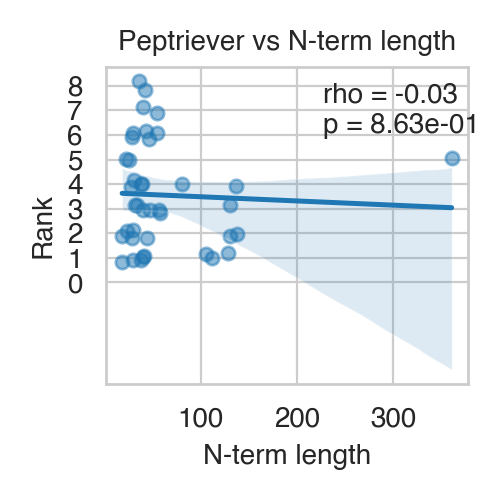 Peptriever vs N-term length
rho = -0.03
p = 8.63e-01
8
7
6
5
4
3
2
1
0
Rank
100 200 300
N-term length